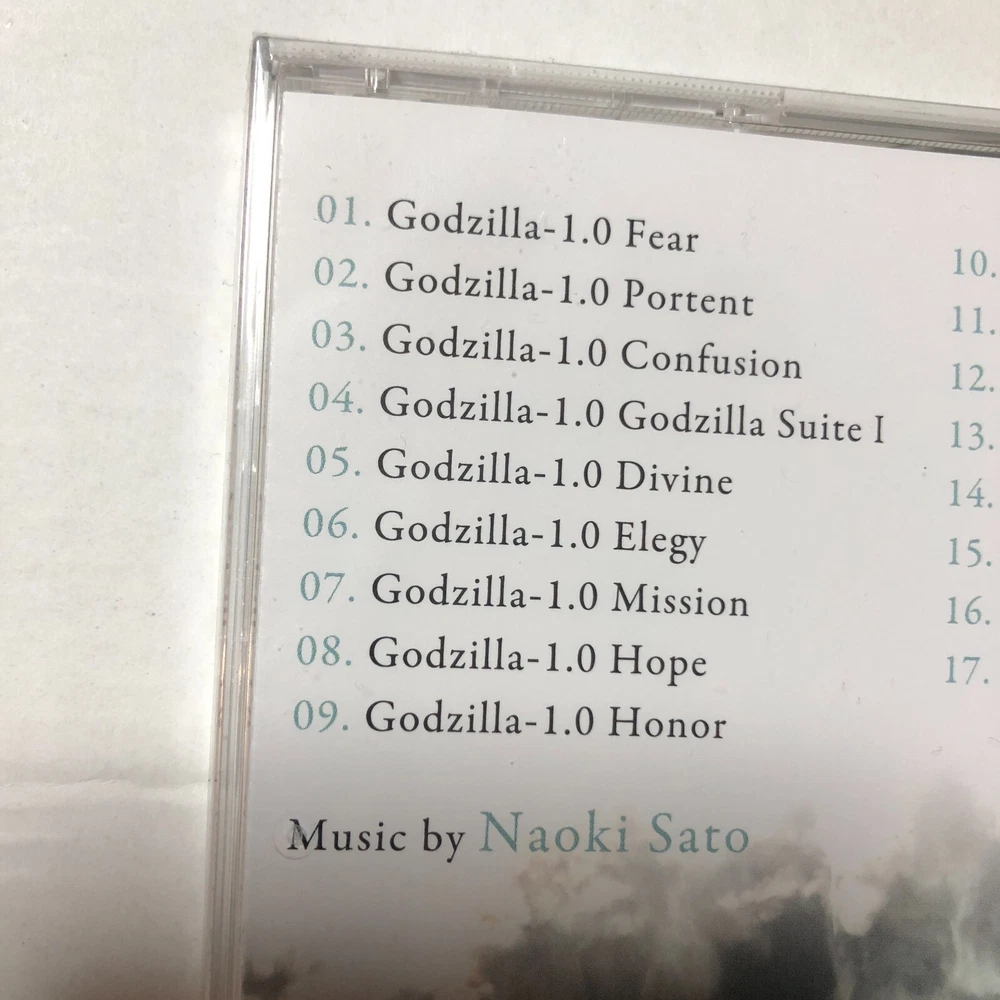 01. Godzilla-1.0 Fear
02. Godzilla-1.0 Portent
03. Godzilla-1.0 Confusion
04. Godzilla-1.0 Godzilla Suite I
05. Godzilla-1.0 Divine
06. Godzilla-1.0 Elegy
07. Godzilla-1.0 Mission
08. Godzilla-1.0 Hope
09. Godzilla-1.0 Honor
Music by Naoki Sato
10.
11.
12.
13.
14.
15.
16.
17.